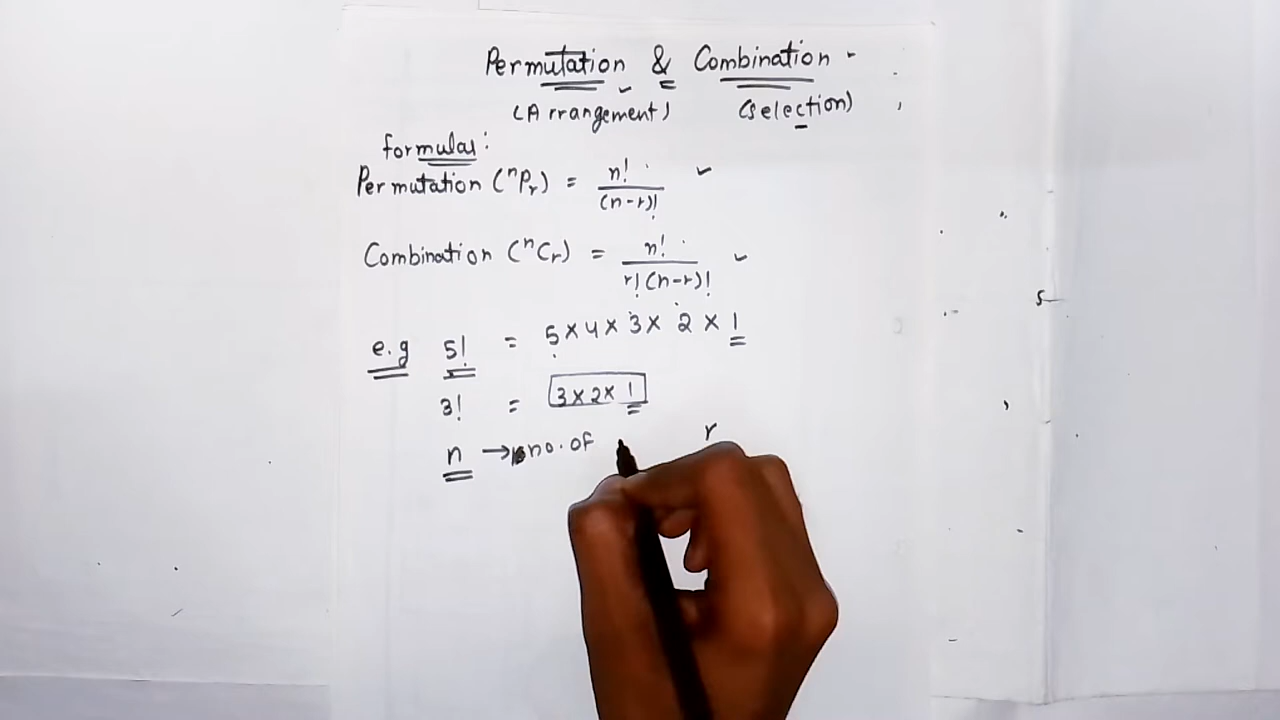 Permutation & Combination
(Arrangement) (selection)
formulas:
Permutation (ⁿPᵣ) = n! / (n-r)!
Combination (ⁿCᵣ) = n! / r!(n-r)!
e.g 5! = 5 × 4 × 3 × 2 × 1
3! = 3 × 2 × 1
n → no. of r